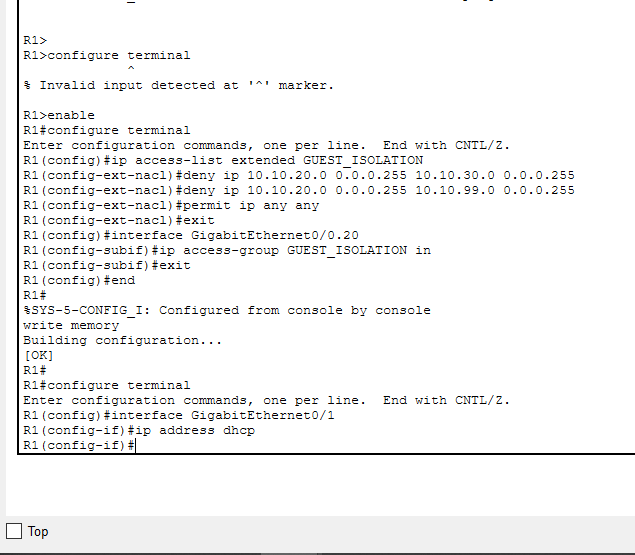 R1>
R1>configure terminal
^
% Invalid input detected at '^' marker.
R1>enable
R1#configure terminal
Enter configuration commands, one per line.  End with CNTL/Z.
R1(config)#ip access-list extended GUEST_ISOLATION
R1(config-ext-nacl)#deny ip 10.10.20.0 0.0.0.255 10.10.30.0 0.0.0.255
R1(config-ext-nacl)#deny ip 10.10.20.0 0.0.0.255 10.10.99.0 0.0.0.255
R1(config-ext-nacl)#permit ip any any
R1(config-ext-nacl)#exit
R1(config)#interface GigabitEthernet0/0.20
R1(config-subif)#ip access-group GUEST_ISOLATION in
R1(config-subif)#exit
R1(config)#end
R1#
%SYS-5-CONFIG_I: Configured from console by console
write memory
Building configuration...
[OK]
R1#
R1#configure terminal
Enter configuration commands, one per line.  End with CNTL/Z.
R1(config)#interface GigabitEthernet0/1
R1(config-if)#ip address dhcp
R1(config-if)#
Top